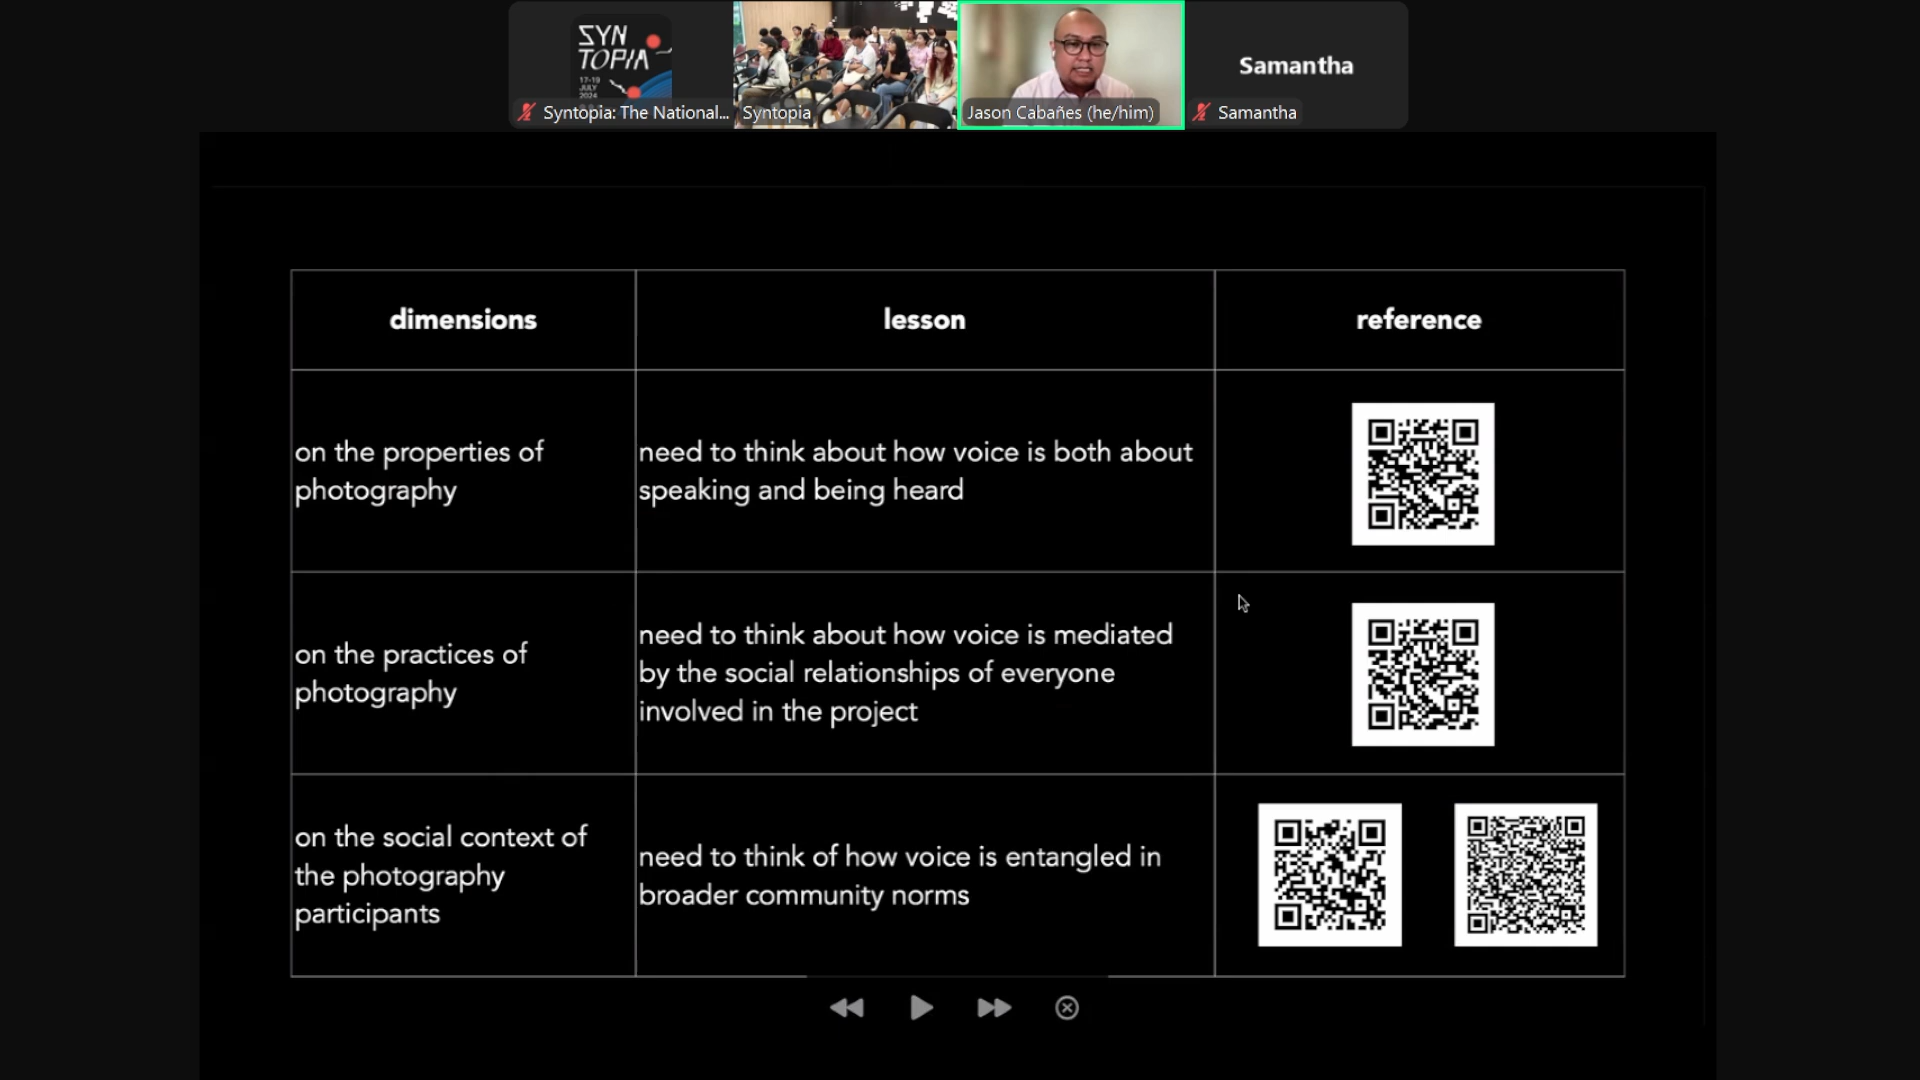 SYN
TOPIA
17-19
JULY
2024
Syntopia: The National...
Syntopia
Jason Cabañes (he/him)
Samantha
Samantha
dimensions
lesson
reference
on the properties of
photography
need to think about how voice is both about
speaking and being heard
on the practices of
photography
need to think about how voice is mediated
by the social relationships of everyone
involved in the project
on the social context of
the photography
participants
need to think of how voice is entangled in
broader community norms